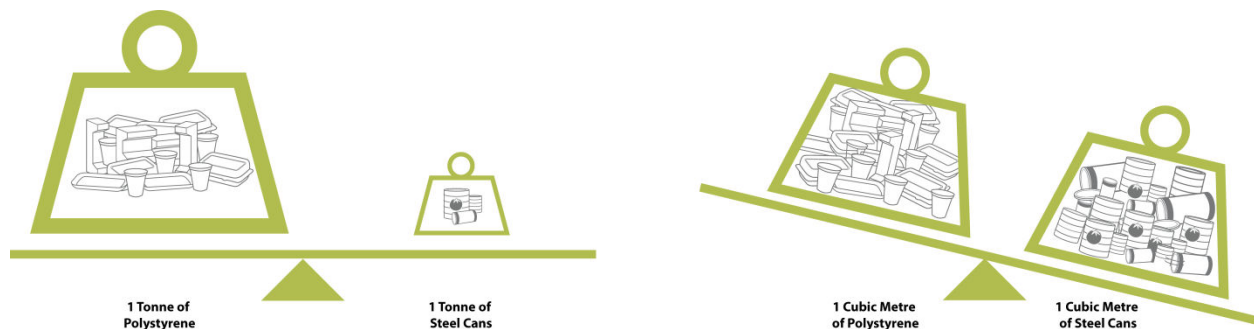 1 Tonne of
Polystyrene
1 Tonne of
Steel Cans
1 Cubic Metre
of Polystyrene
1 Cubic Metre
of Steel Cans